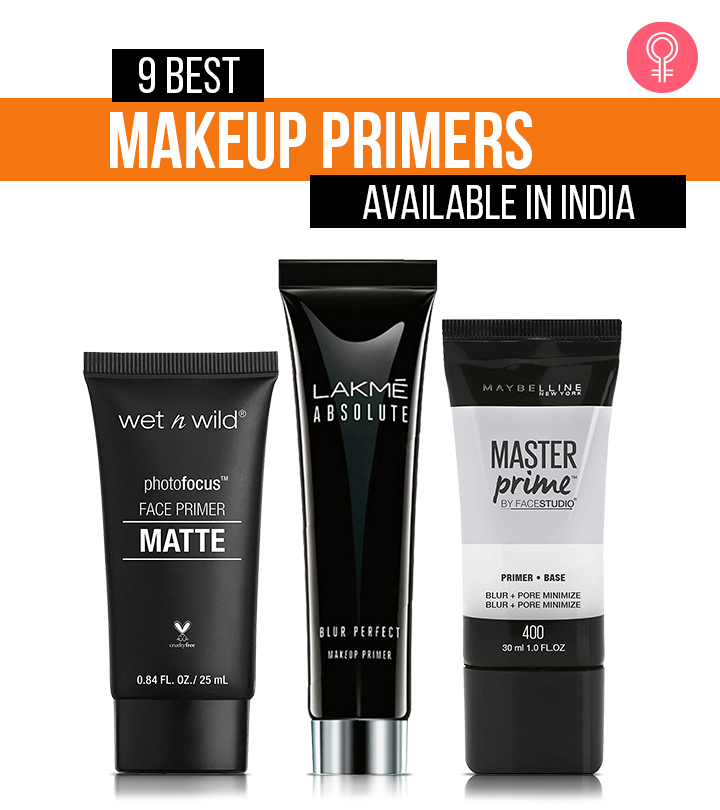 9 BEST
MAKEUP PRIMERS
AVAILABLE IN INDIA
wet n wild®
photofocus™
FACE PRIMER
MATTE
crueltyfree
0.84 FL. OZ./ 25 mL
LAKMĒ
ABSOLUTE
BLUR PERFECT
MAKEUP PRIMER
MAYBELLINE
NEW YORK
MASTER
prime™
BY FACESTUDIO®
PRIMER • BASE
BLUR + PORE MINIMIZE
BLUR + PORE MINIMIZE
400
30 ml 1.0 FL.OZ